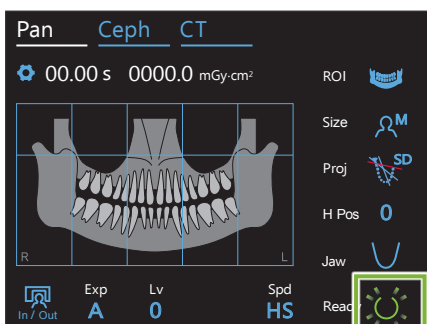 Pan Ceph CT
00.00 s 0000.0 mGy·cm²
ROI
Size M
Proj SD
H Pos 0
R L
Jaw
Exp Lv Spd
In / Out A 0 HS
Ready